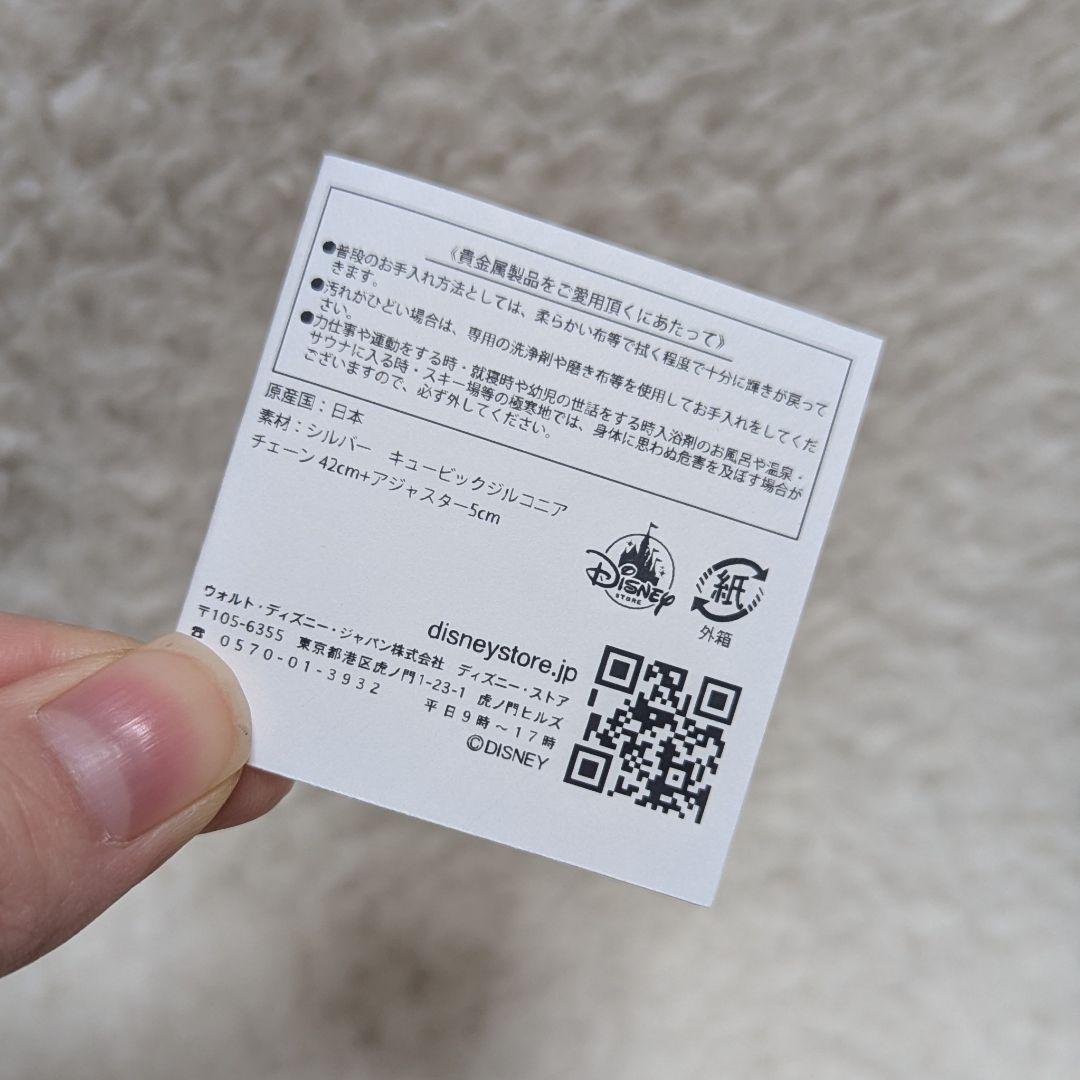 《貴金属製品をご愛用頂くにあたって》
●普段のお手入れ方法としては、柔らかい布等で拭く程度で十分に輝きが戻って
きます。
●汚れがひどい場合は、専用の洗浄剤や磨き布等を使用してお手入れをしてくだ
さい。
●力仕事や運動をする時・就寝時や幼児の世話をする時入浴剤のお風呂や温泉・
サウナに入る時・スキー場等の極寒地では、身体に思わぬ危害を及ぼす場合が
ございますので、必ず外してください。
原産国：日本
素材：シルバー　キュービックジルコニア
チェーン 42cm+アジャスター5cm
Disney
STORE
紙
外箱
disneystore.jp
ウォルト・ディズニー・ジャパン株式会社　ディズニー・ストア
〒105-6355　東京都港区虎ノ門1-23-1　虎ノ門ヒルズ
☎ 0570-01-3932　平日9時～17時
©DISNEY